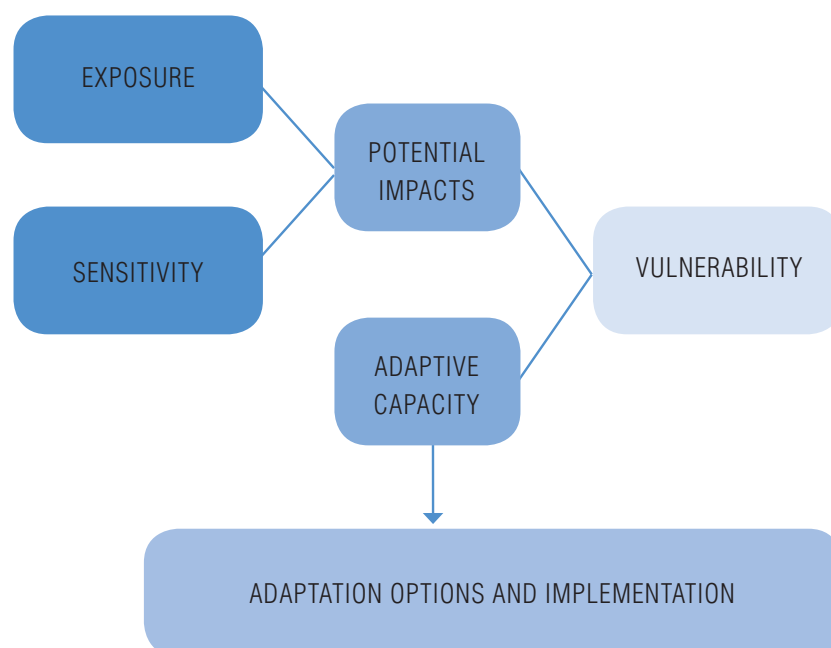 EXPOSURE
POTENTIAL
IMPACTS
SENSITIVITY
VULNERABILITY
ADAPTIVE
CAPACITY
ADAPTATION OPTIONS AND IMPLEMENTATION